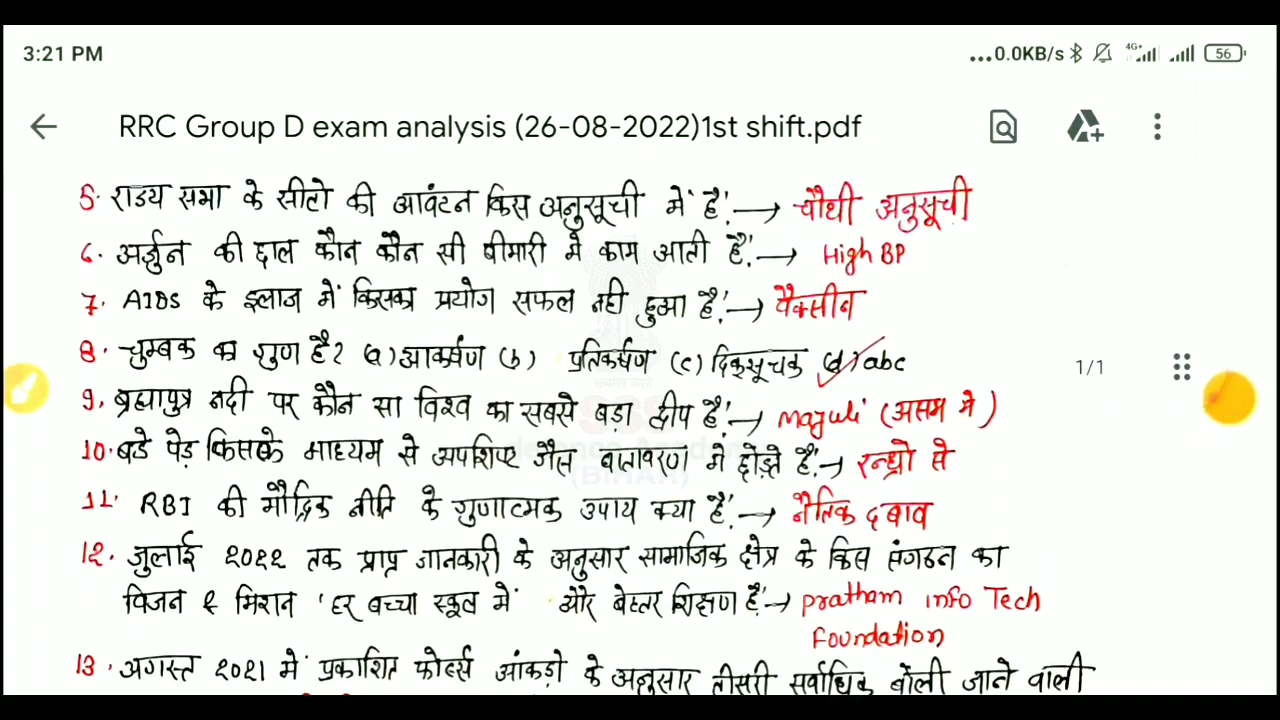 3:21 PM
...0.0KB/s 4G+ 56
RRC Group D exam analysis (26-08-2022)1st shift.pdf
5. राज्य सभा के सीटो की आवंटन किस अनुसूची में है! → चौथी अनुसूची
6. अर्जुन की छाल कौन कौन सी बीमारी मे काम आती है! → High BP
7. AIDS के इलाज में किसका प्रयोग सफल नही हुआ है! → वैक्सीन
8. चुम्बक का गुण है? (a) आकर्षण (b) प्रतिकर्षण (c) दिक्सूचक (d) abc
1/1
9. ब्रह्मपुत्र नदी पर कौन सा विश्व का सबसे बड़ा द्वीप है! → Majuli (असम मे)
10. बडे पेड़ किसके माध्यम से अपशिष्ट गैस वातावरण में छोड़ते है! → रन्ध्रो से
(BIHAR)
11. RBI की मौद्रिक नीति के गुणात्मक उपाय क्या है! → नैतिक दबाव
12. जुलाई २०२२ तक प्राप्त जानकारी के अनुसार सामाजिक क्षेत्र के किस संगठन का
विजन & मिशन 'हर बच्चा स्कूल में और बेहतर शिक्षण है! → Pratham Info Tech
Foundation
13. अगस्त २०२१ में प्रकाशित फोर्ब्स आंकड़ो के अनुसार तीसरी सर्वाधिक बोली जाने वाली